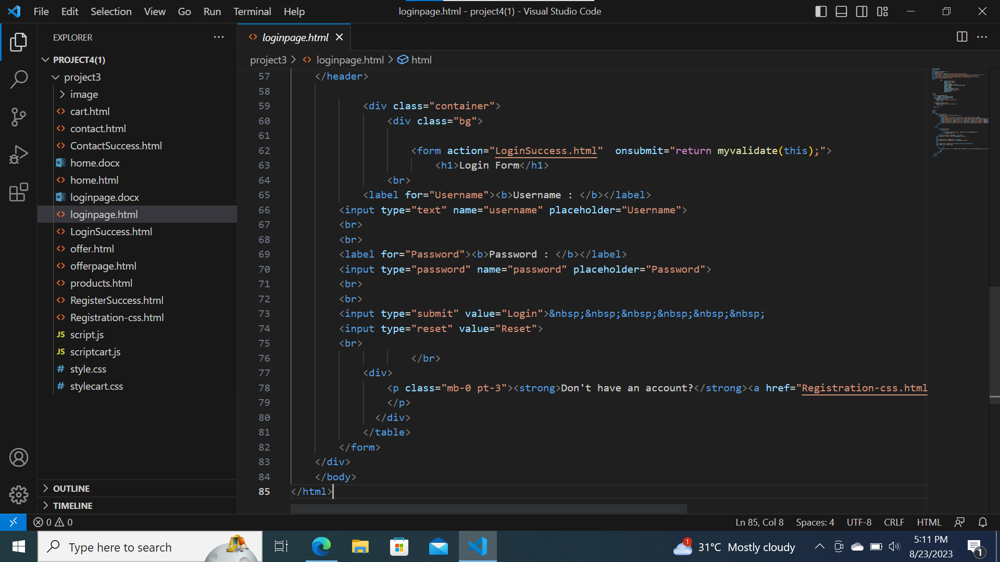 File Edit Selection View Go Run Terminal Help
loginpage.html - project4(1) - Visual Studio Code
EXPLORER
PROJECT4(1)
project3
image
cart.html
contact.html
ContactSuccess.html
home.docx
home.html
loginpage.docx
loginpage.html
LoginSuccess.html
offer.html
offerpage.html
products.html
RegisterSuccess.html
Registration-css.html
JS script.js
JS scriptcart.js
# style.css
# stylecart.css
OUTLINE
TIMELINE
<> loginpage.html
project3 > <> loginpage.html > html
57 </header>
58
59 <div class="container">
60 <div class="bg">
61
62 <form action="LoginSuccess.html"  onsubmit="return myvalidate(this);">
63 <h1>Login Form</h1>
64 <br>
65 <label for="Username"><b>Username : </b></label>
66 <input type="text" name="username" placeholder="Username">
67 <br>
68 <br>
69 <label for="Password"><b>Password : </b></label>
70 <input type="password" name="password" placeholder="Password">
71 <br>
72 <br>
73 <input type="submit" value="Login">&nbsp;&nbsp;&nbsp;&nbsp;&nbsp;&nbsp;
74 <input type="reset" value="Reset">
75 <br>
76 </br>
77 <div>
78 <p class="mb-0 pt-3"><strong>Don't have an account?</strong><a href="Registration-css.html
79 </p>
80 </div>
81 </table>
82 </form>
83 </div>
84 </body>
85 </html>
0 0
Ln 85, Col 8 Spaces: 4 UTF-8 CRLF HTML
Type here to search
1
31°C Mostly cloudy
5:11 PM
8/23/2023
1